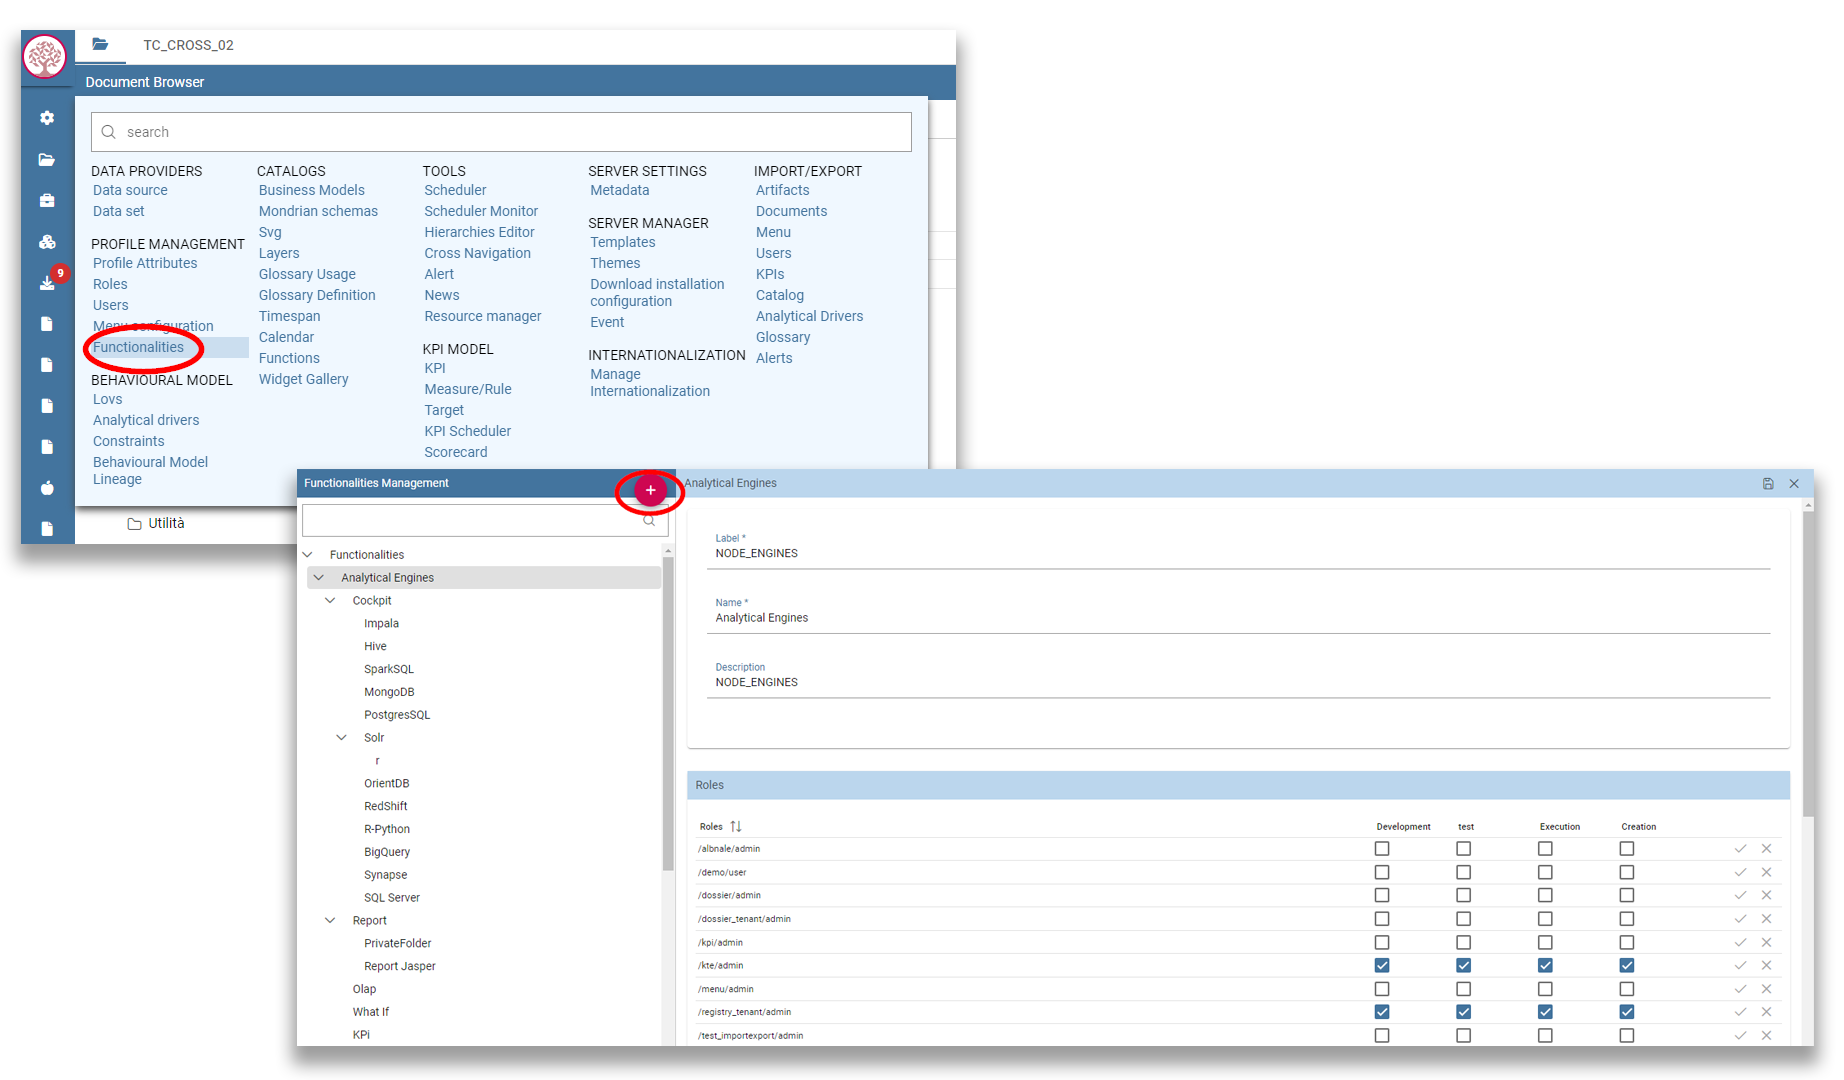 TC_CROSS_02
Document Browser
search
DATA PROVIDERS
Data source
Data set
PROFILE MANAGEMENT
Profile Attributes
Roles
Users
Menu configuration
Functionalities
BEHAVIOURAL MODEL
Lovs
Analytical drivers
Constraints
Behavioural Model
Lineage
CATALOGS
Business Models
Mondrian schemas
Svg
Layers
Glossary Usage
Glossary Definition
Timespan
Calendar
Functions
Widget Gallery
TOOLS
Scheduler
Scheduler Monitor
Hierarchies Editor
Cross Navigation
Alert
News
Resource manager
KPI MODEL
KPI
Measure/Rule
Target
KPI Scheduler
Scorecard
SERVER SETTINGS
Metadata
SERVER MANAGER
Templates
Themes
Download installation
configuration
Event
INTERNATIONALIZATION
Manage
Internationalization
IMPORT/EXPORT
Artifacts
Documents
Menu
Users
KPIs
Catalog
Analytical Drivers
Glossary
Alerts
9
Utilità
Functionalities Management
+
Functionalities
Analytical Engines
Cockpit
Impala
Hive
SparkSQL
MongoDB
PostgresSQL
Solr
r
OrientDB
RedShift
R-Python
BigQuery
Synapse
SQL Server
Report
PrivateFolder
Report Jasper
Olap
What If
KPi
Analytical Engines
Label *
NODE_ENGINES
Name *
Analytical Engines
Description
NODE_ENGINES
Roles
Roles Development test Execution Creation
/albnale/admin
/demo/user
/dossier/admin
/dossier_tenant/admin
/kpi/admin
/kte/admin
/menu/admin
/registry_tenant/admin
/test_importexport/admin